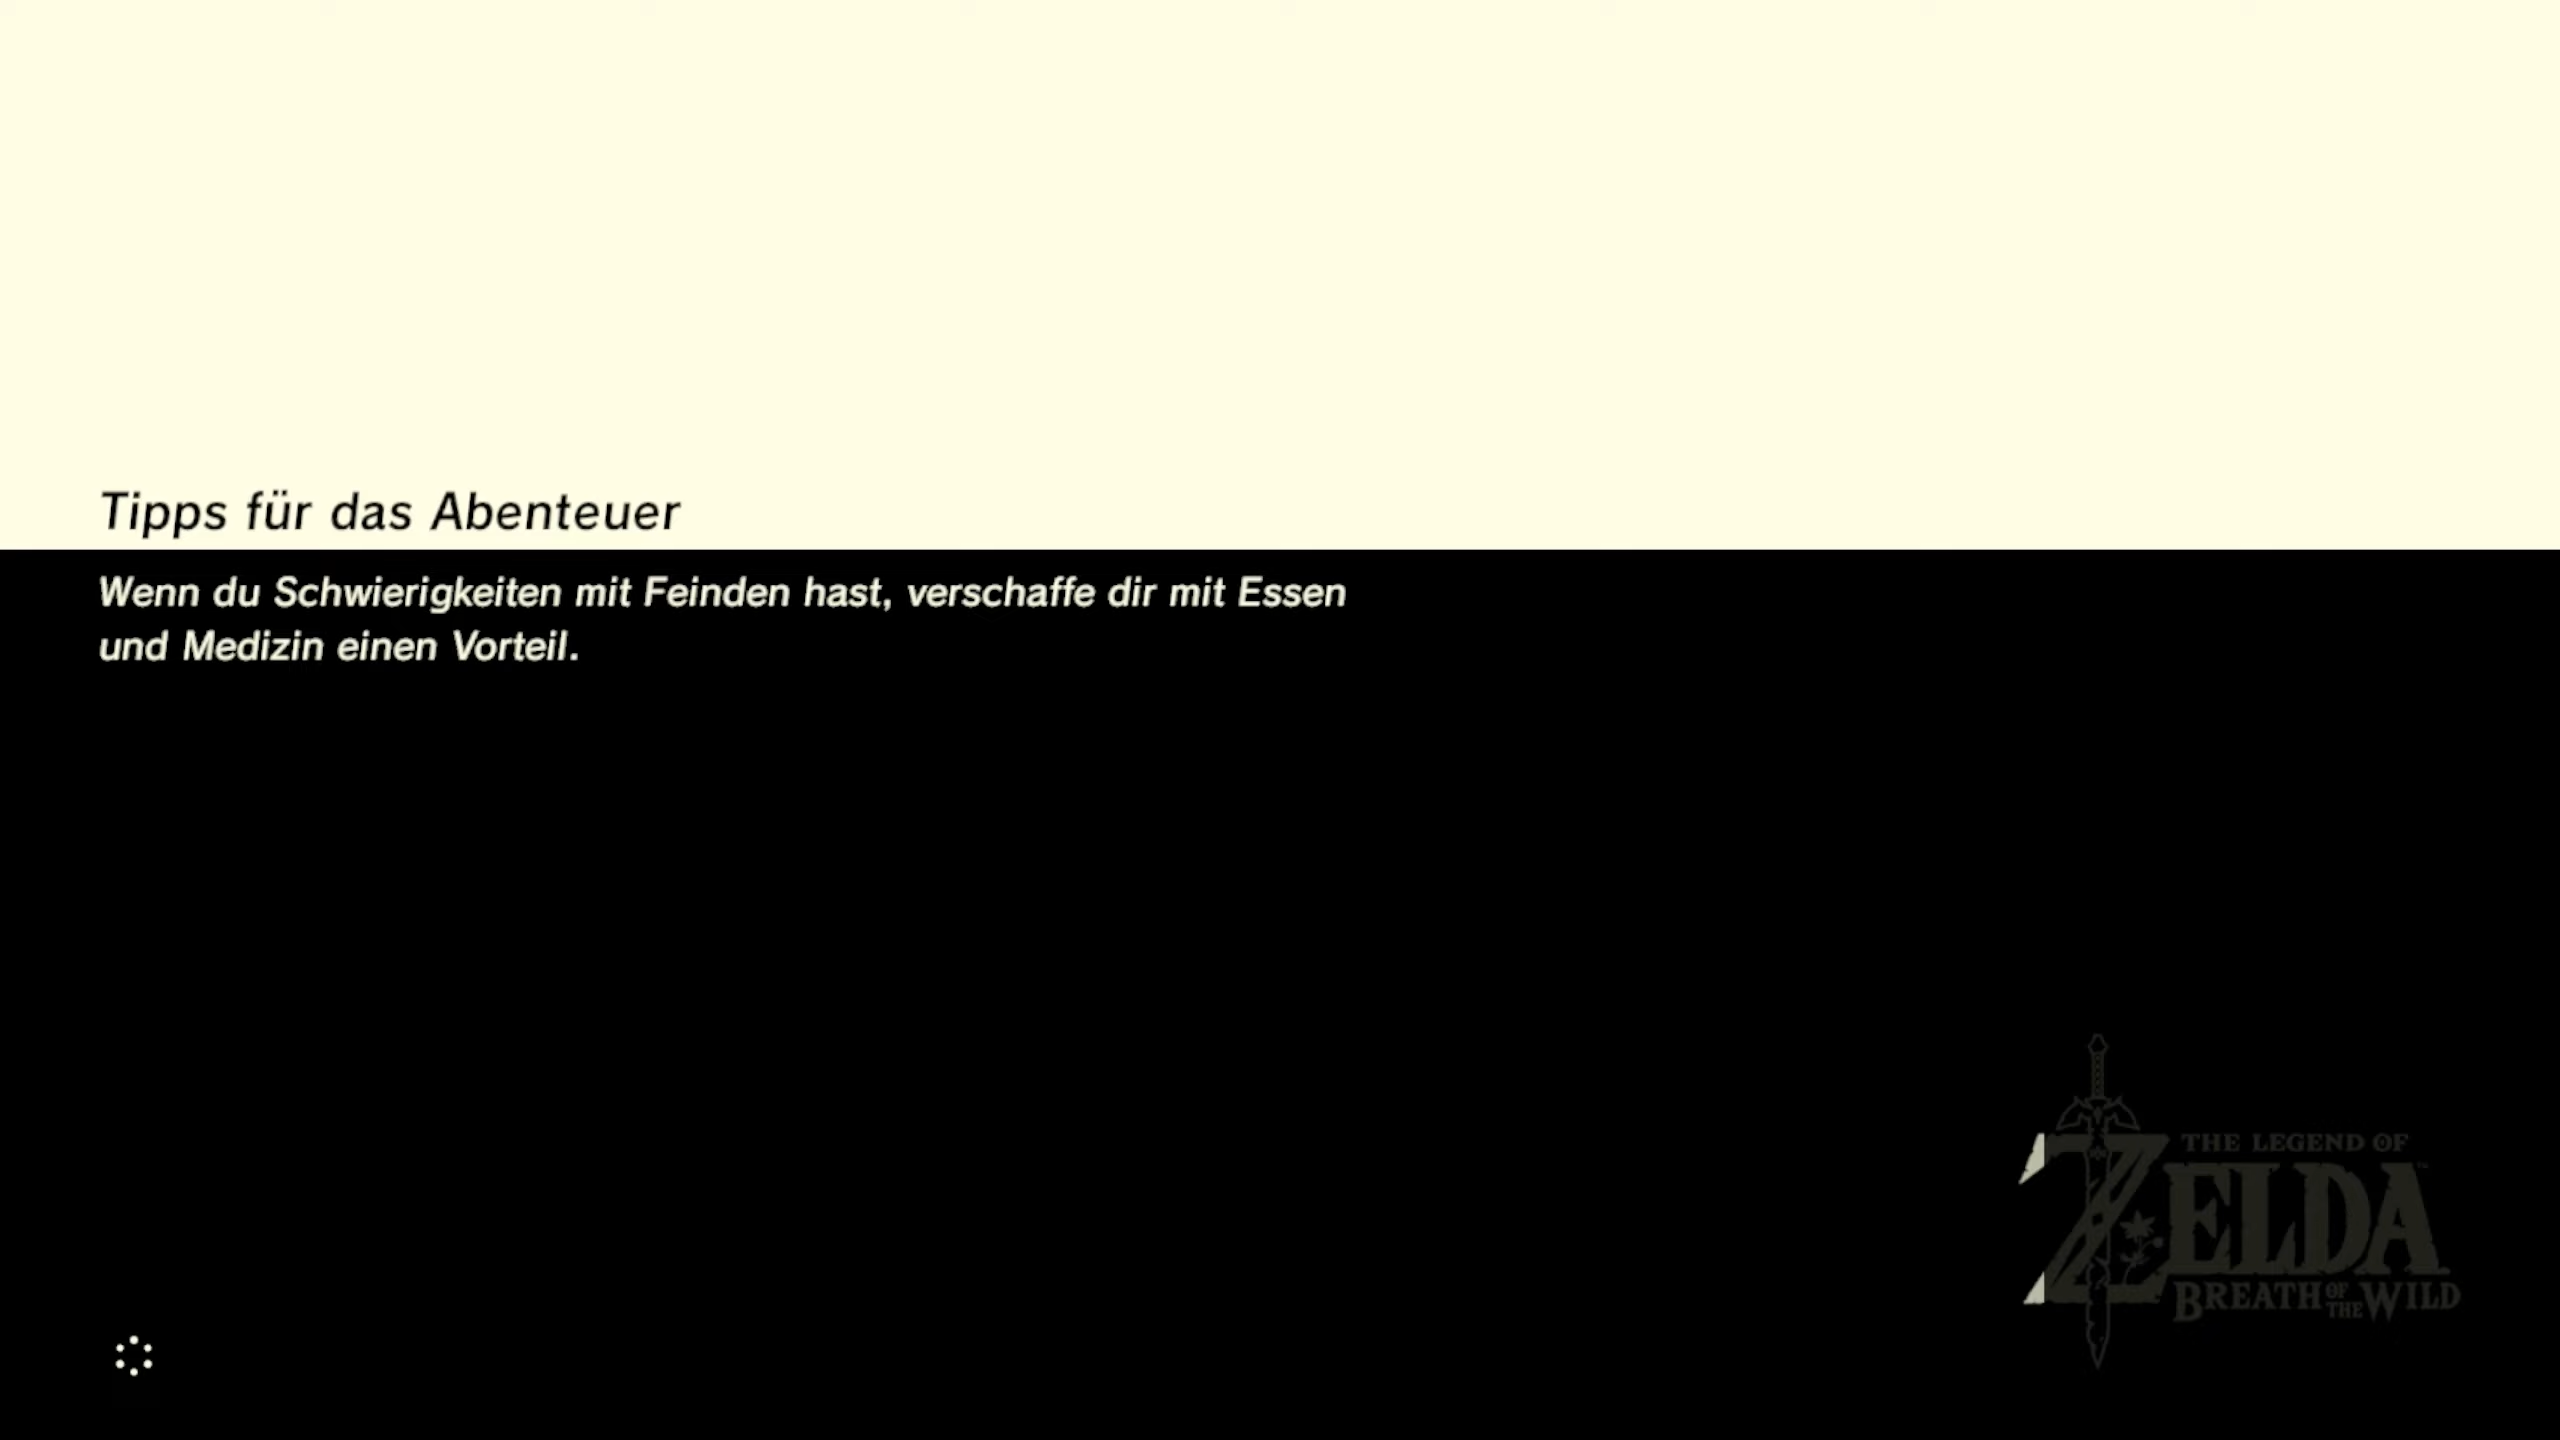 Tipps für das Abenteuer
Wenn du Schwierigkeiten mit Feinden hast, verschaffe dir mit Essen
und Medizin einen Vorteil.
THE LEGEND OF
ZELDA™
BREATH OF THE WILD